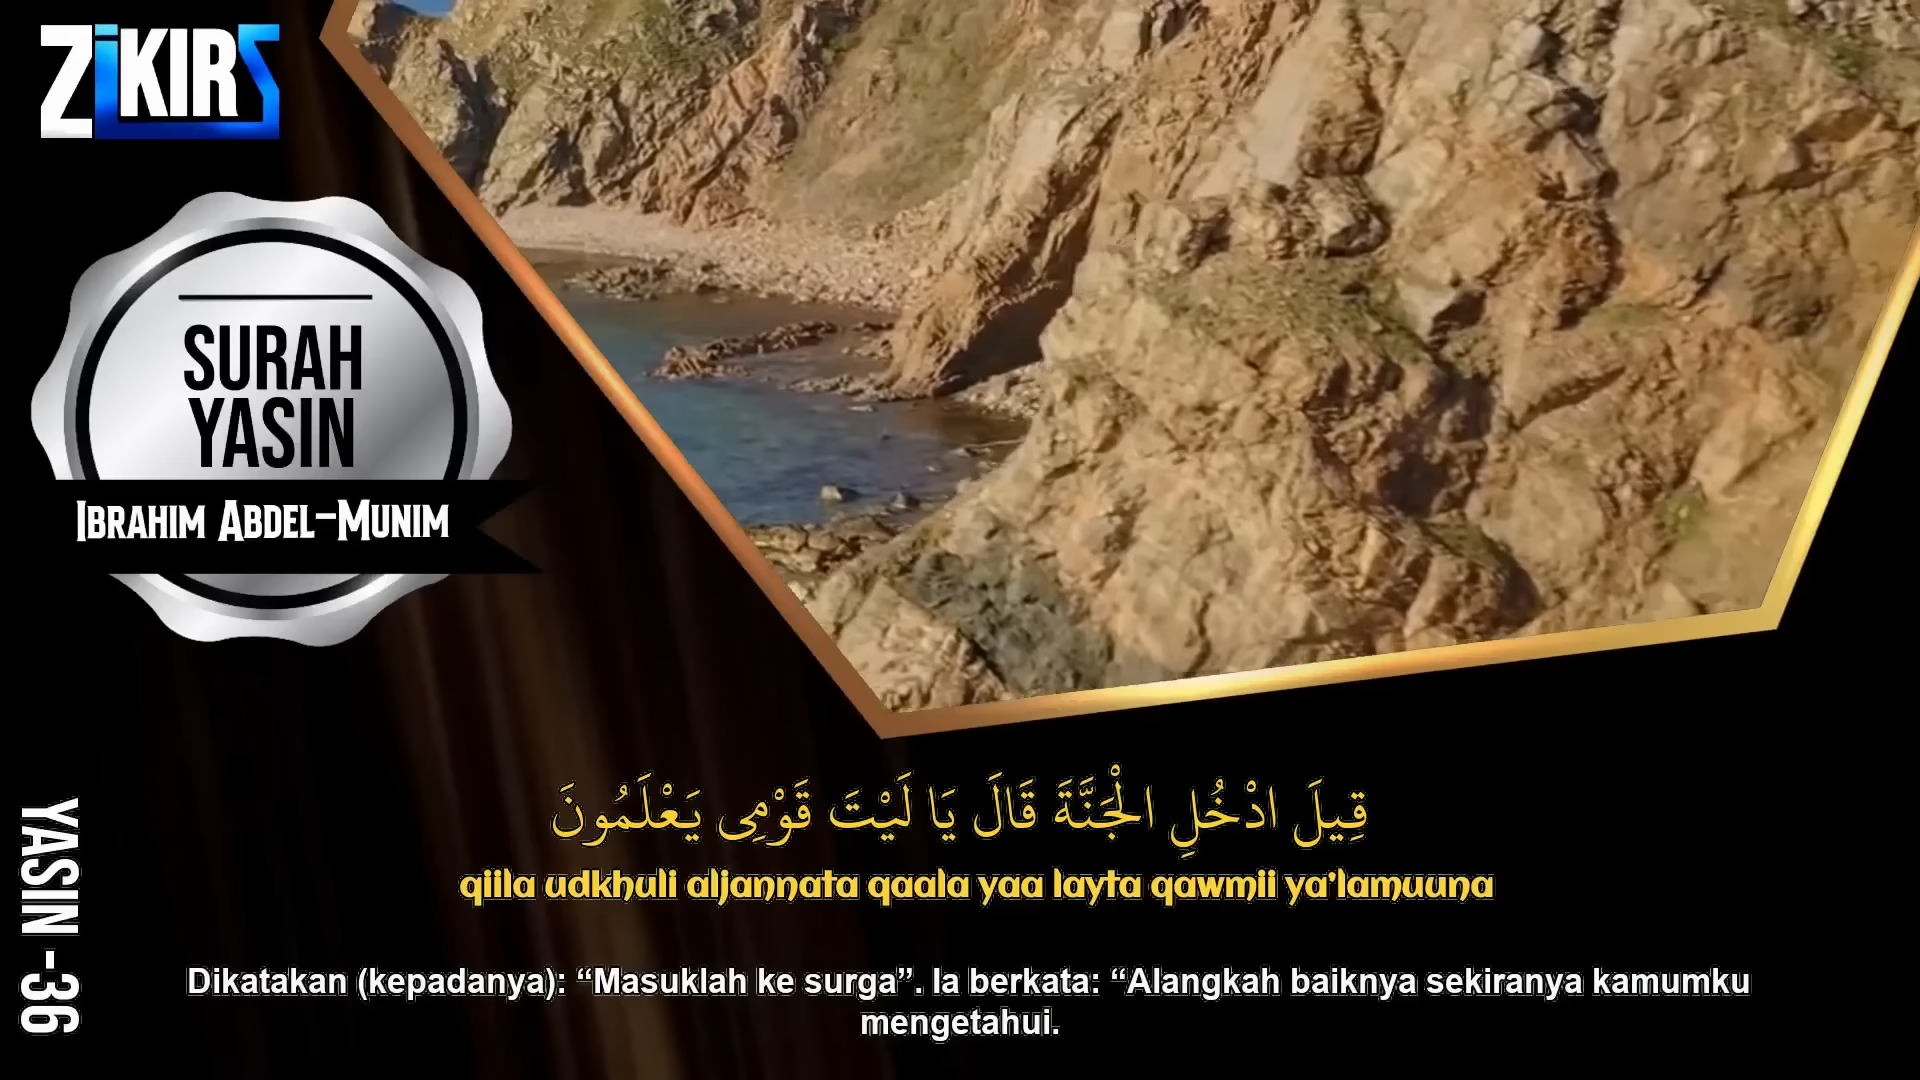 ZiKIRS
SURAH
YASIN
IBRAHIM ABDEL-MUNIM
YASIN -36
قِيلَ ادْخُلِ الْجَنَّةَ قَالَ يَا لَيْتَ قَوْمِى يَعْلَمُونَ
qiila udkhuli aljannata qaala yaa layta qawmii ya'lamuuna
Dikatakan (kepadanya): “Masuklah ke surga”. Ia berkata: “Alangkah baiknya sekiranya kamumku
mengetahui.